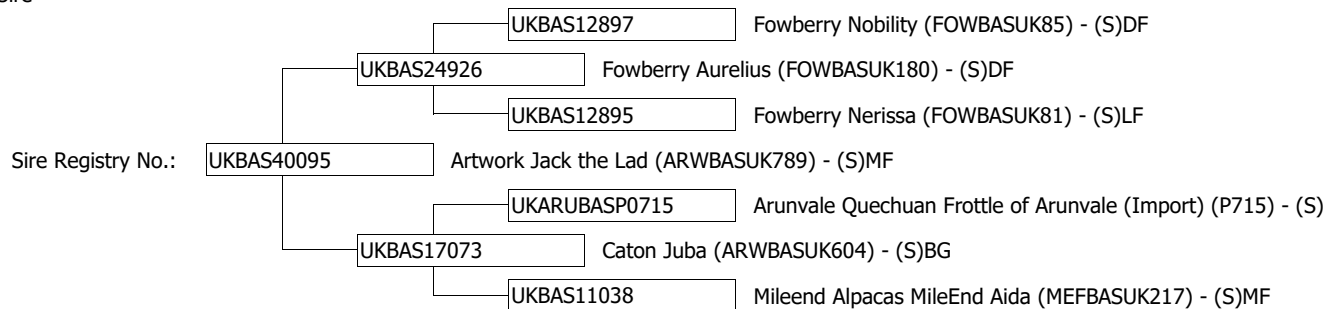 UKBAS12897 Fowberry Nobility (FOWBASUK85) - (S)DF
UKBAS24926 Fowberry Aurelius (FOWBASUK180) - (S)DF
UKBAS12895 Fowberry Nerissa (FOWBASUK81) - (S)LF
Sire Registry No.: UKBAS40095 Artwork Jack the Lad (ARWBASUK789) - (S)MF
UKARUBASP0715 Arunvale Quechuan Frottle of Arunvale (Import) (P715) - (S)
UKBAS17073 Caton Juba (ARWBASUK604) - (S)BG
UKBAS11038 Mileend Alpacas MileEnd Aida (MEFBASUK217) - (S)MF